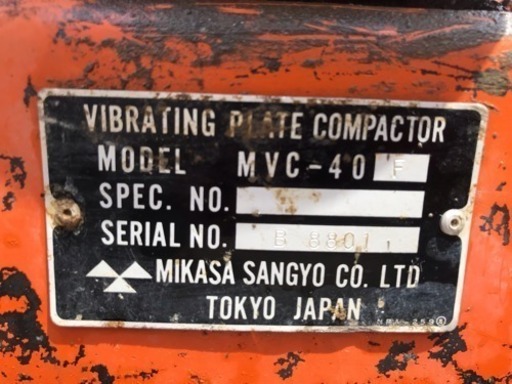 VIBRATING PLATE COMPACTOR
MODEL MVC-40 F
SPEC. NO.
SERIAL NO. B 8801
MIKASA SANGYO CO. LTD
TOKYO JAPAN